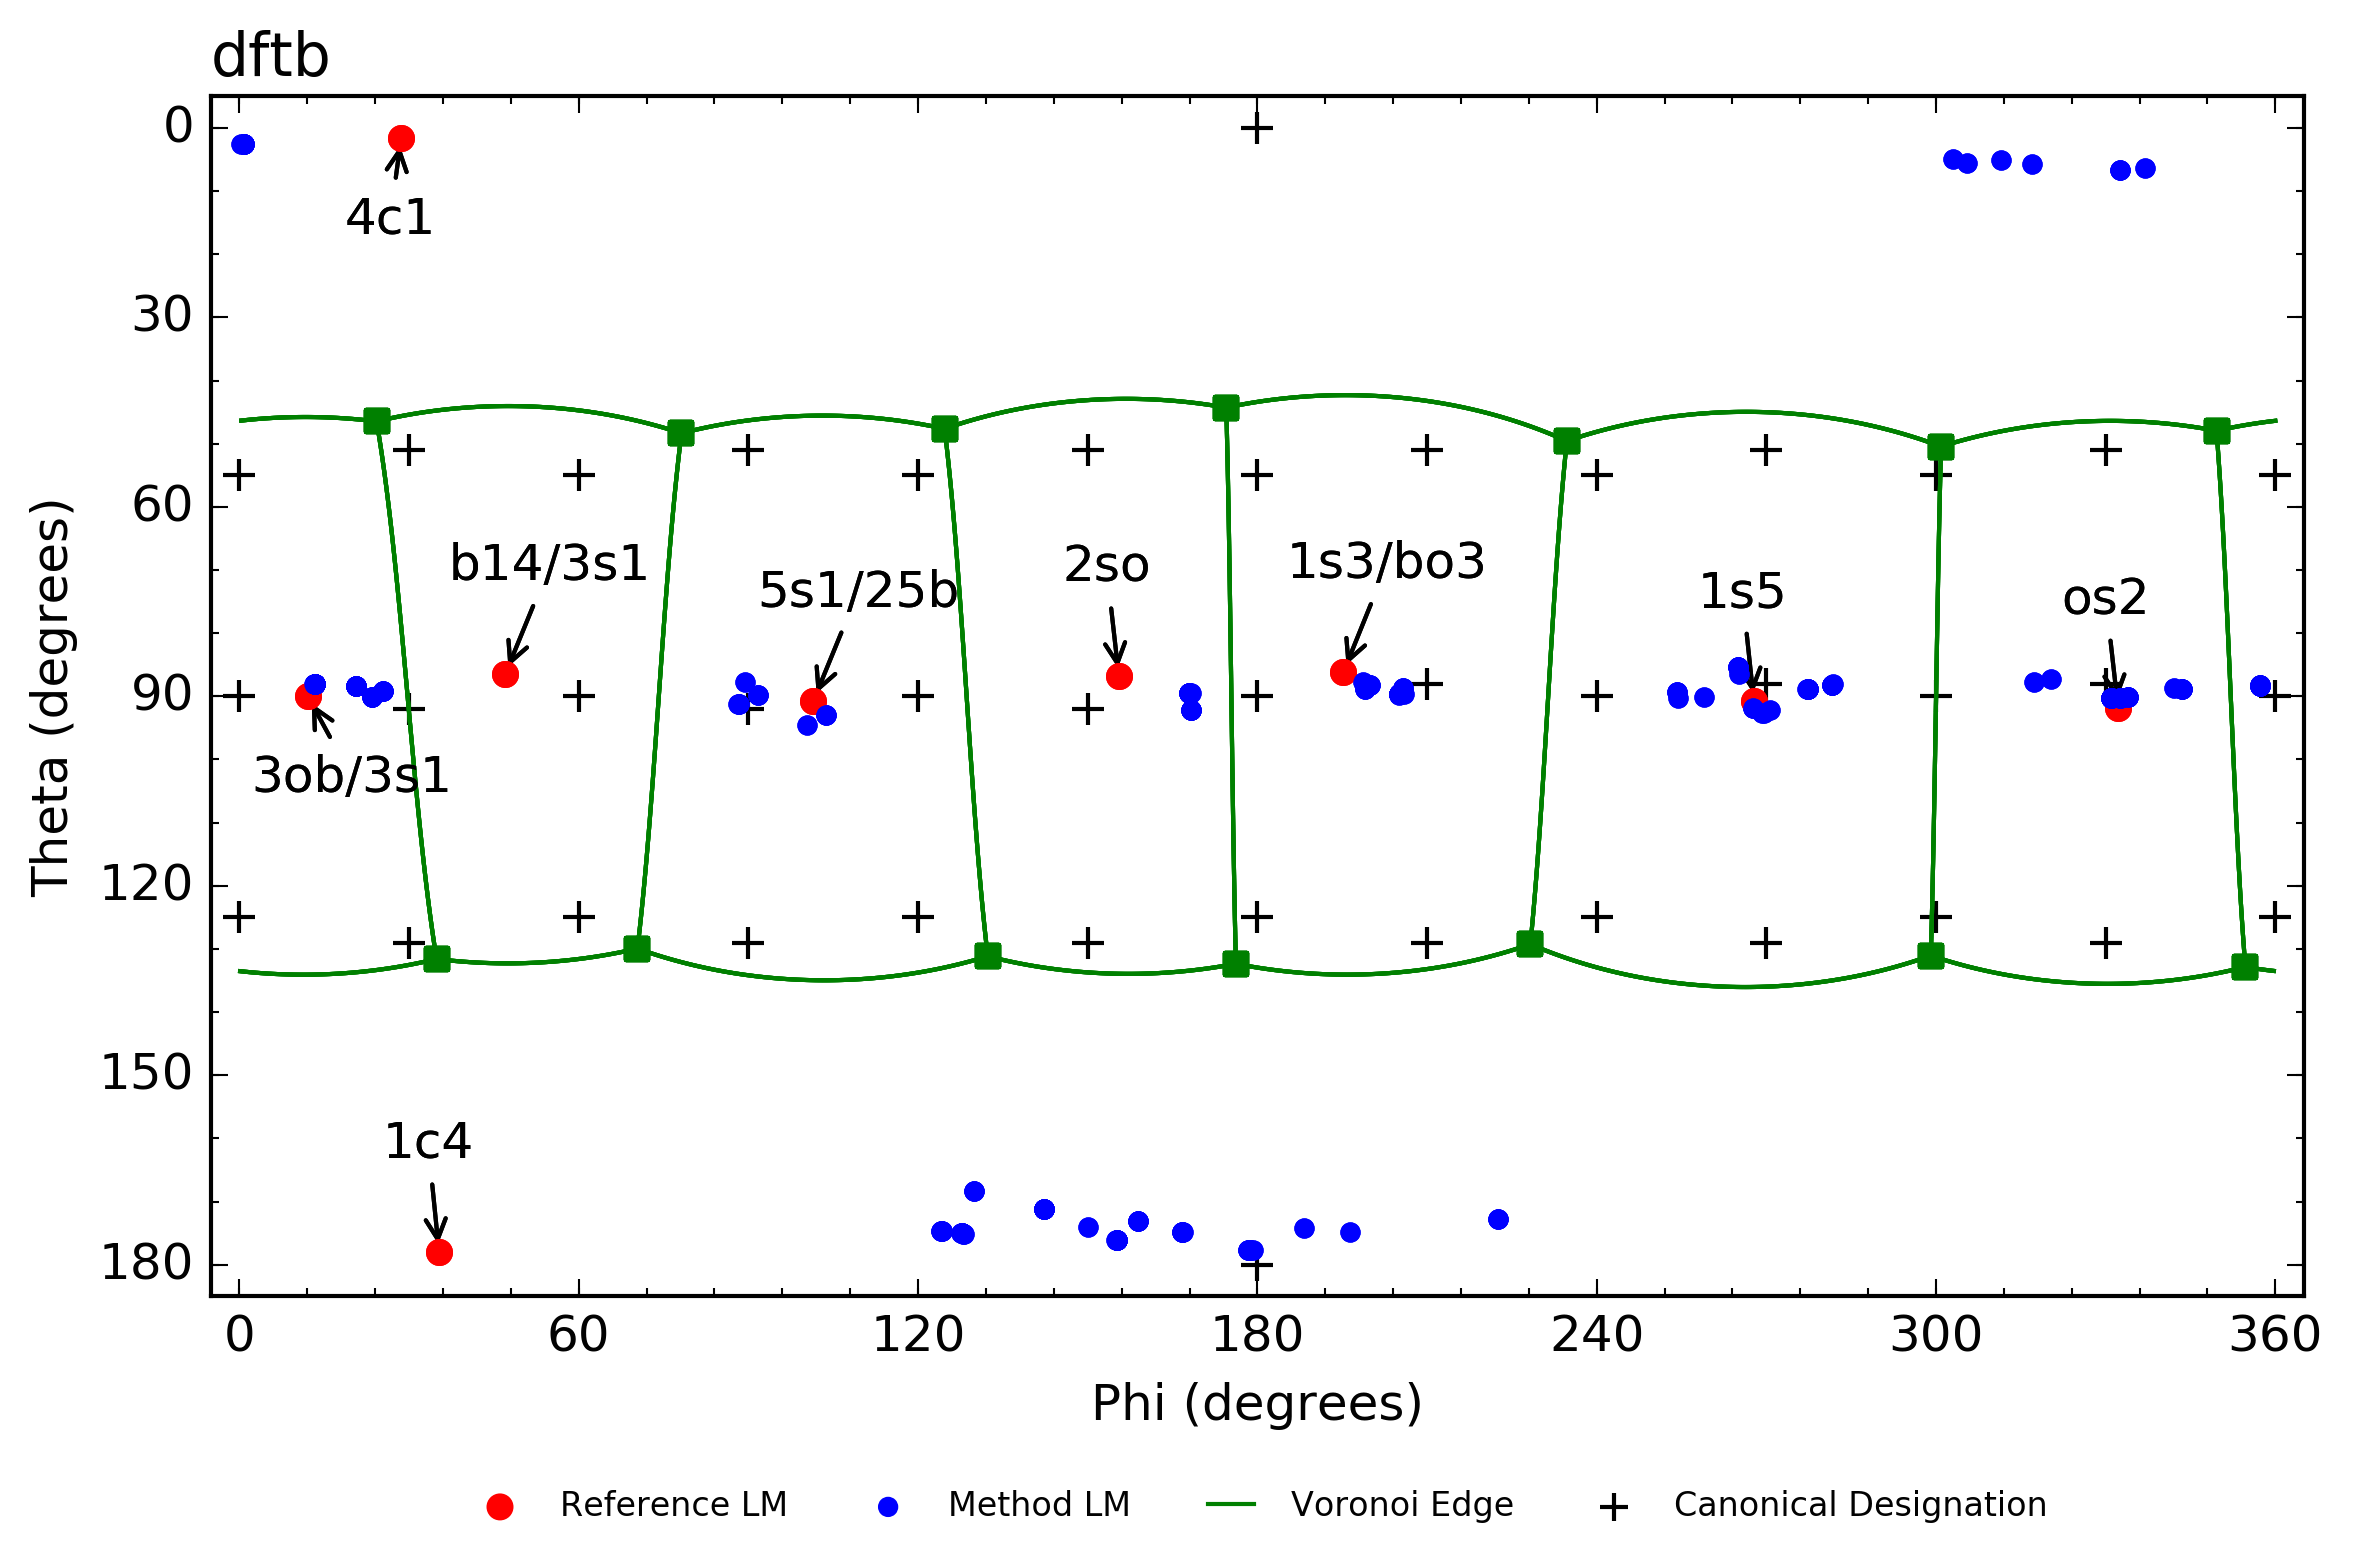 dftb
0
30
60
90
120
150
180
Theta (degrees)
4c1
b14/3s1
5s1/25b
2so
1s3/bo3
1s5
os2
3ob/3s1
1c4
0 60 120 180 240 300 360
Phi (degrees)
Reference LM Method LM Voronoi Edge Canonical Designation